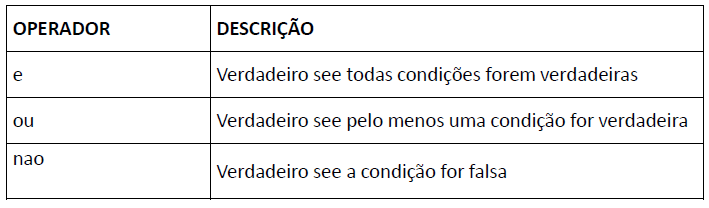 OPERADOR DESCRIÇÃO
e Verdadeiro see todas condições forem verdadeiras
ou Verdadeiro see pelo menos uma condição for verdadeira
nao Verdadeiro see a condição for falsa